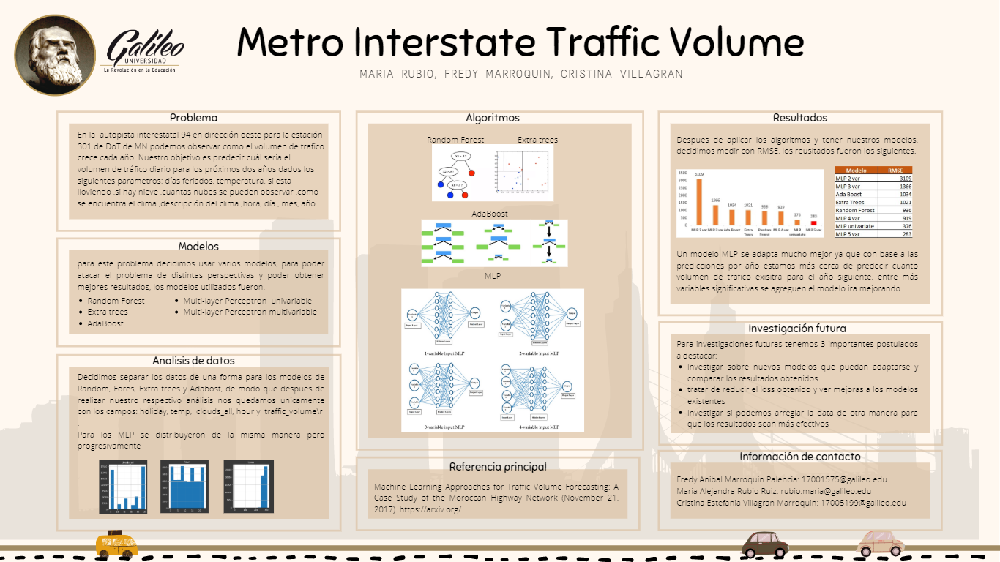 Galileo
UNIVERSIDAD
La Revolución en la Educación
Metro Interstate Traffic Volume
MARIA RUBIO, FREDY MARROQUIN, CRISTINA VILLAGRAN
Problema
En la autopista interestatal 94 en dirección oeste para la estación
301 de DoT de MN podemos observar como el volumen de trafico
crece cada año. Nuestro objetivo es predecir cuál sería el
volumen de tráfico diario para los próximos dos años dados los
siguientes parametros; días feriados, temperatura, si esta
lloviendo ,si hay nieve ,cuantas nubes se pueden observar ,como
se encuentra el clima ,descripción del clima ,hora, día , mes, año.
Modelos
para este problema decidimos usar varios modelos, para poder
atacar el problema de distintas perspectivas y poder obtener
mejores resultados, los modelos utilizados fueron.
• Random Forest
• Extra trees
• AdaBoost
• Multi-layer Perceptron univariable
• Multi-layer Perceptron multivariable
Analisis de datos
Decidimos separar los datos de una forma para los modelos de
Random, Fores, Extra trees y Adabost, de modo que despues de
realizar nuestro respectivo análisis nos quedamos unicamente
con los campos: holiday, temp, clouds_all, hour y traffic_volume\r
.
Para los MLP se distribuyeron de la misma manera pero
progresivamente
clouds_all
hour
temp
Algoritmos
Random Forest
Extra trees
AdaBoost
MLP
Input Layer
Hidden Layer
Output Layer
1-variable input MLP
2-variable input MLP
3-variable input MLP
4-variable input MLP
Referencia principal
Machine Learning Approaches for Traffic Volume Forecasting: A
Case Study of the Moroccan Highway Network (November 21,
2017). https://arxiv.org/
Resultados
Despues de aplicar los algoritmos y tener nuestros modelos,
decidimos medir con RMSE, los reusitados fueron los siguientes.
3500
3000
2500
2000
1500
1000
500
0
3109
1366
1034
1021
936
919
376
283
MLP 2 var MLP 3 var Ada Boost Extra Trees Random Forest MLP 4 var MLP univariate MLP 5 var
Modelo RMSE
MLP 2 var 3109
MLP 3 var 1366
Ada Boost 1034
Extra Trees 1021
Random Forest 936
MLP 4 var 919
MLP univariate 376
MLP 5 var 283
Un modelo MLP se adapta mucho mejor ya que con base a las
predicciones por año estamos más cerca de predecir cuanto
volumen de trafico exisitra para el año siguiente, entre más
variables significativas se agreguen el modelo ira mejorando.
Investigación futura
Para investigaciones futuras tenemos 3 importantes postulados
a destacar:
• Investigar sobre nuevos modelos que puedan adaptarse y
comparar los resultados obtenidos
• tratar de reducir el loss obtenido y ver mejoras a los modelos
existentes
• Investigar si podemos arreglar la data de otra manera para
que los resultados sean más efectivos
Información de contacto
Fredy Anibal Marroquin Palencia: 17001575@galileo.edu
Maria Alejandra Rubio Ruiz: rubio.maria@galileo.edu
Cristina Estefania Villagran Marroquin: 17005199@galileo.edu